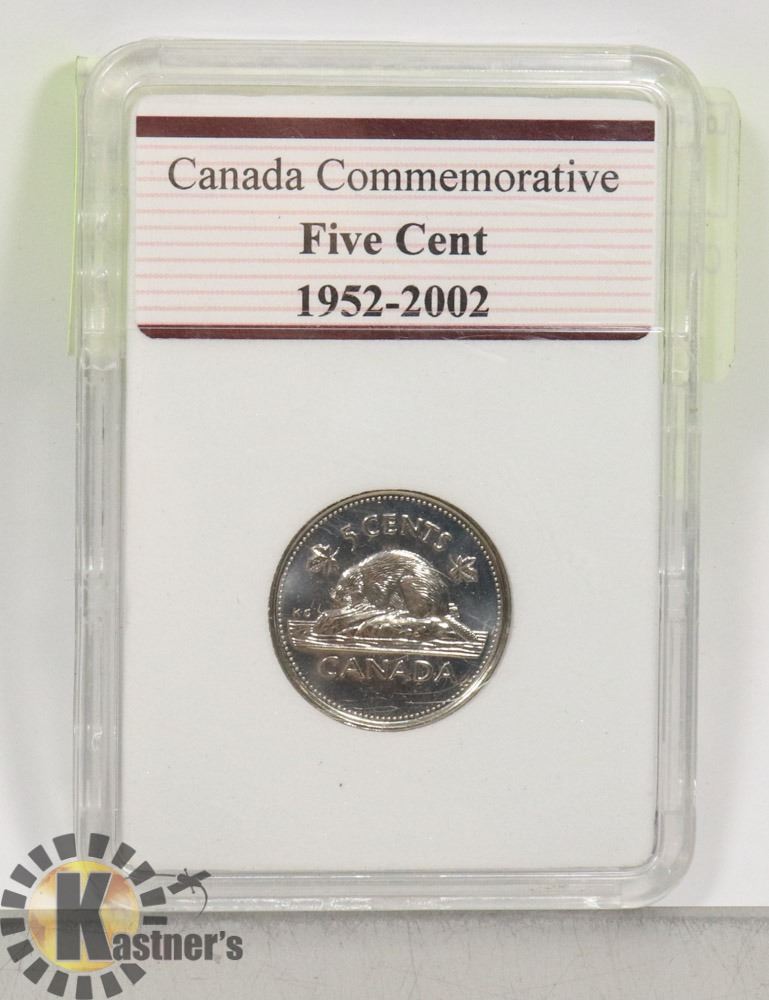 Canada Commemorative
Five Cent
1952-2002
5 CENTS
KG
CANADA
Kastner's